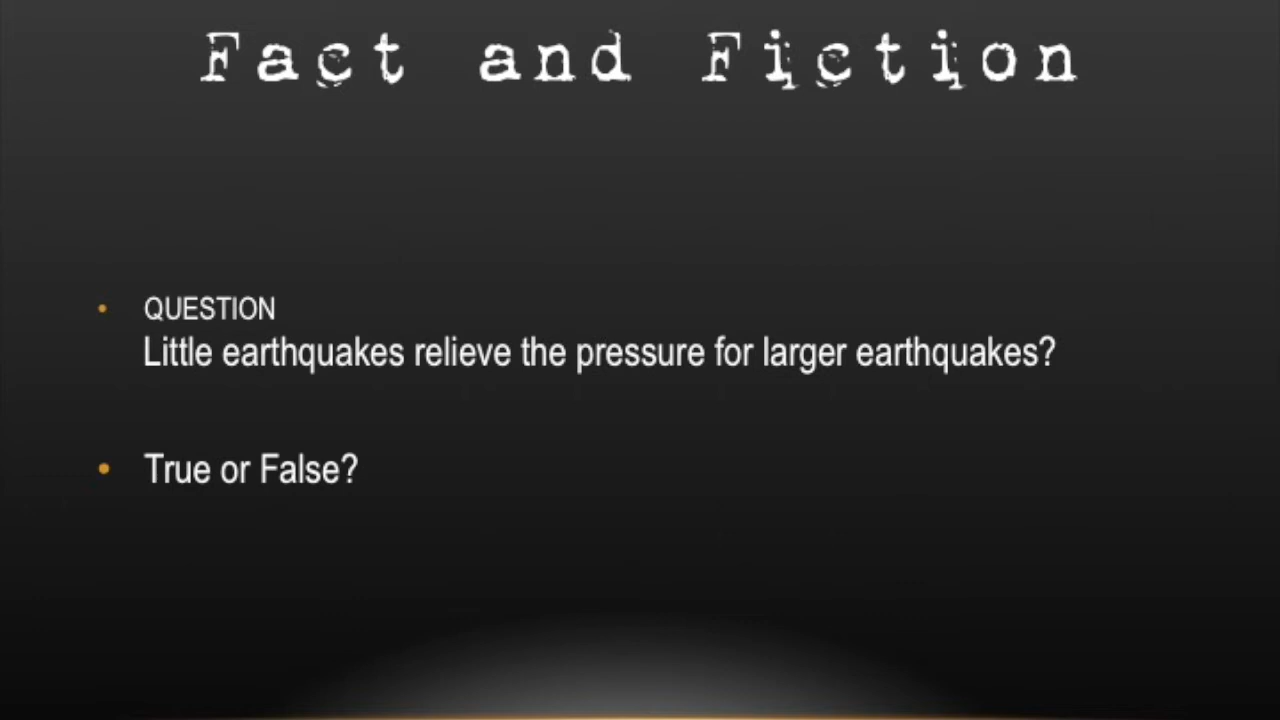 Fact and Fiction
• QUESTION
Little earthquakes relieve the pressure for larger earthquakes?
• True or False?